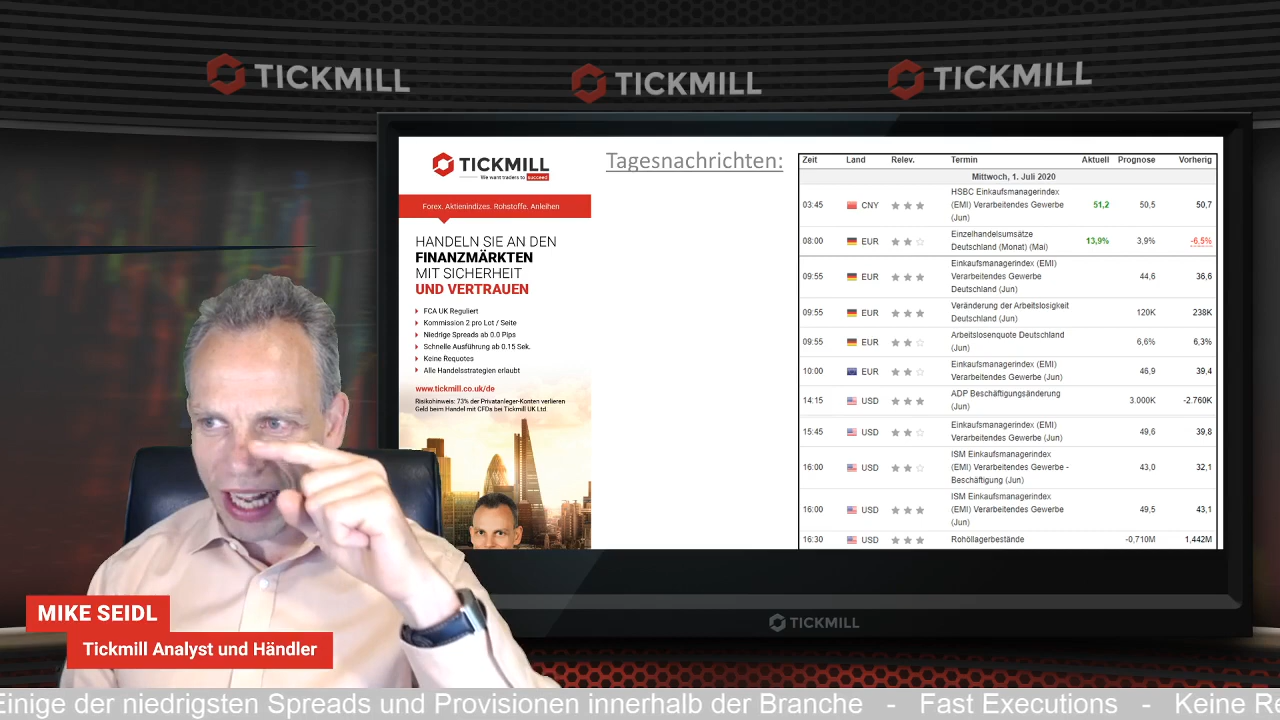 TICKMILL
TICKMILL
TICKMILL
TICKMILL
We want traders to succeed
Forex. Aktienindizes. Rohstoffe. Anleihen
HANDELN SIE AN DEN
FINANZMÄRKTEN
MIT SICHERHEIT
UND VERTRAUEN
FCA UK Reguliert
Kommission 2 pro Lot / Seite
Niedrige Spreads ab 0.0 Pips
Schnelle Ausführung ab 0.15 Sek.
Keine Requotes
Alle Handelsstrategien erlaubt
www.tickmill.co.uk/de
Risikohinweis: 73% der Privatanleger-Konten verlieren
Geld beim Handel mit CFDs bei Tickmill UK Ltd
Tagesnachrichten:
Zeit Land Relev. Termin Aktuell Prognose Vorherig
Mittwoch, 1. Juli 2020
HSBC Einkaufsmanagerindex
03:45 CNY (EMI) Verarbeitendes Gewerbe 51,2 50,5 50,7
(Jun)
Einzelhandelsumsätze
08:00 EUR Deutschland (Monat) (Mai) 13,9% 3,9% -6.5%
Einkaufsmanagerindex (EMI)
09:55 EUR Verarbeitendes Gewerbe 44,6 36,6
Deutschland (Jun)
Veränderung der Arbeitslosigkeit
09:55 EUR Deutschland (Jun) 120K 238K
Arbeitslosenquote Deutschland
09:55 EUR (Jun) 6,6% 6,3%
Einkaufsmanagerindex (EMI)
10:00 EUR Verarbeitendes Gewerbe (Jun) 46,9 39,4
ADP Beschäftigungsänderung
14:15 USD (Jun) 3.000K -2.760K
Einkaufsmanagerindex (EMI)
15:45 USD Verarbeitendes Gewerbe (Jun) 49,6 39,8
ISM Einkaufsmanagerindex
16:00 USD (EMI) Verarbeitendes Gewerbe - 43,0 32,1
Beschäftigung (Jun)
ISM Einkaufsmanagerindex
16:00 USD (EMI) Verarbeitendes Gewerbe 49,5 43,1
(Jun)
16:30 USD Rohöllagerbestände -0,710M 1,442M
TICKMILL
MIKE SEIDL
Tickmill Analyst und Händler
Einige der niedrigsten Spreads und Provisionen innerhalb der Branche - Fast Executions - Keine Re